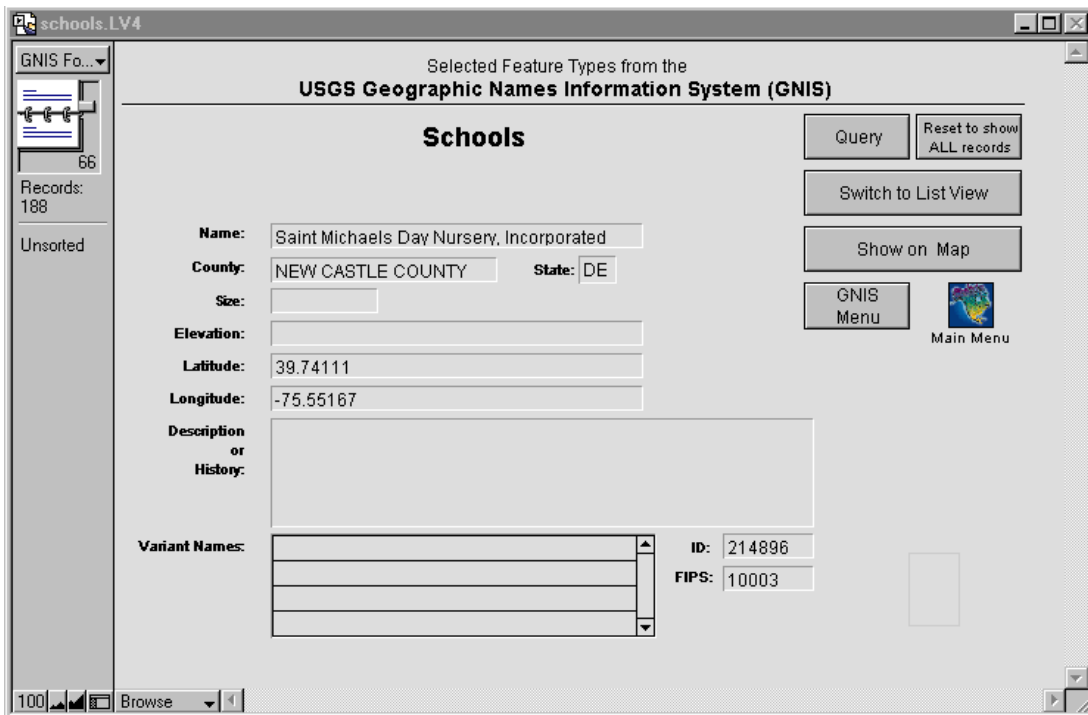 schools.LV4
GNIS Fo...
66
Records:
188
Unsorted
Selected Feature Types from the
USGS Geographic Names Information System (GNIS)
Schools
Query
Reset to show
ALL records
Switch to List View
Show on Map
GNIS
Menu
Main Menu
Name: Saint Michaels Day Nursery, Incorporated
County: NEW CASTLE COUNTY State: DE
Size:
Elevation:
Latitude: 39.74111
Longitude: -75.55167
Description
or
History:
Variant Names:
ID: 214896
FIPS: 10003
100 Browse